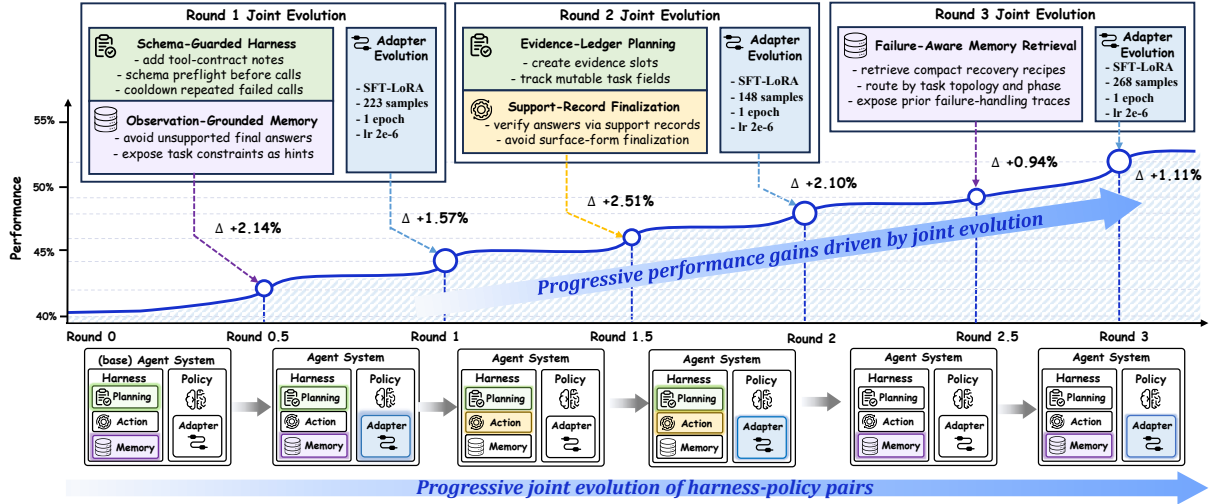 Round 1 Joint Evolution
Schema-Guarded Harness
- add tool-contract notes
- schema preflight before calls
- cooldown repeated failed calls
Observation-Grounded Memory
- avoid unsupported final answers
- expose task constraints as hints
Adapter
Evolution
- SFT-LoRA
- 223 samples
- 1 epoch
- lr 2e-6
Round 2 Joint Evolution
Evidence-Ledger Planning
- create evidence slots
- track mutable task fields
Support-Record Finalization
- verify answers via support records
- avoid surface-form finalization
Adapter
Evolution
- SFT-LoRA
- 148 samples
- 1 epoch
- lr 2e-6
Round 3 Joint Evolution
Failure-Aware Memory Retrieval
- retrieve compact recovery recipes
- route by task topology and phase
- expose prior failure-handling traces
Adapter
Evolution
- SFT-LoRA
- 268 samples
- 1 epoch
- lr 2e-6
Performance
55%
50%
45%
40%
Δ +2.14%
Δ +1.57%
Δ +2.51%
Δ +2.10%
Δ +0.94%
Δ +1.11%
Progressive performance gains driven by joint evolution
Round 0
Round 0.5
Round 1
Round 1.5
Round 2
Round 2.5
Round 3
(base) Agent System
Harness
Planning
Action
Memory
Policy
Adapter
Agent System
Harness
Planning
Action
Memory
Policy
Adapter
Agent System
Harness
Planning
Action
Memory
Policy
Adapter
Agent System
Harness
Planning
Action
Memory
Policy
Adapter
Agent System
Harness
Planning
Action
Memory
Policy
Adapter
Agent System
Harness
Planning
Action
Memory
Policy
Adapter
Progressive joint evolution of harness-policy pairs